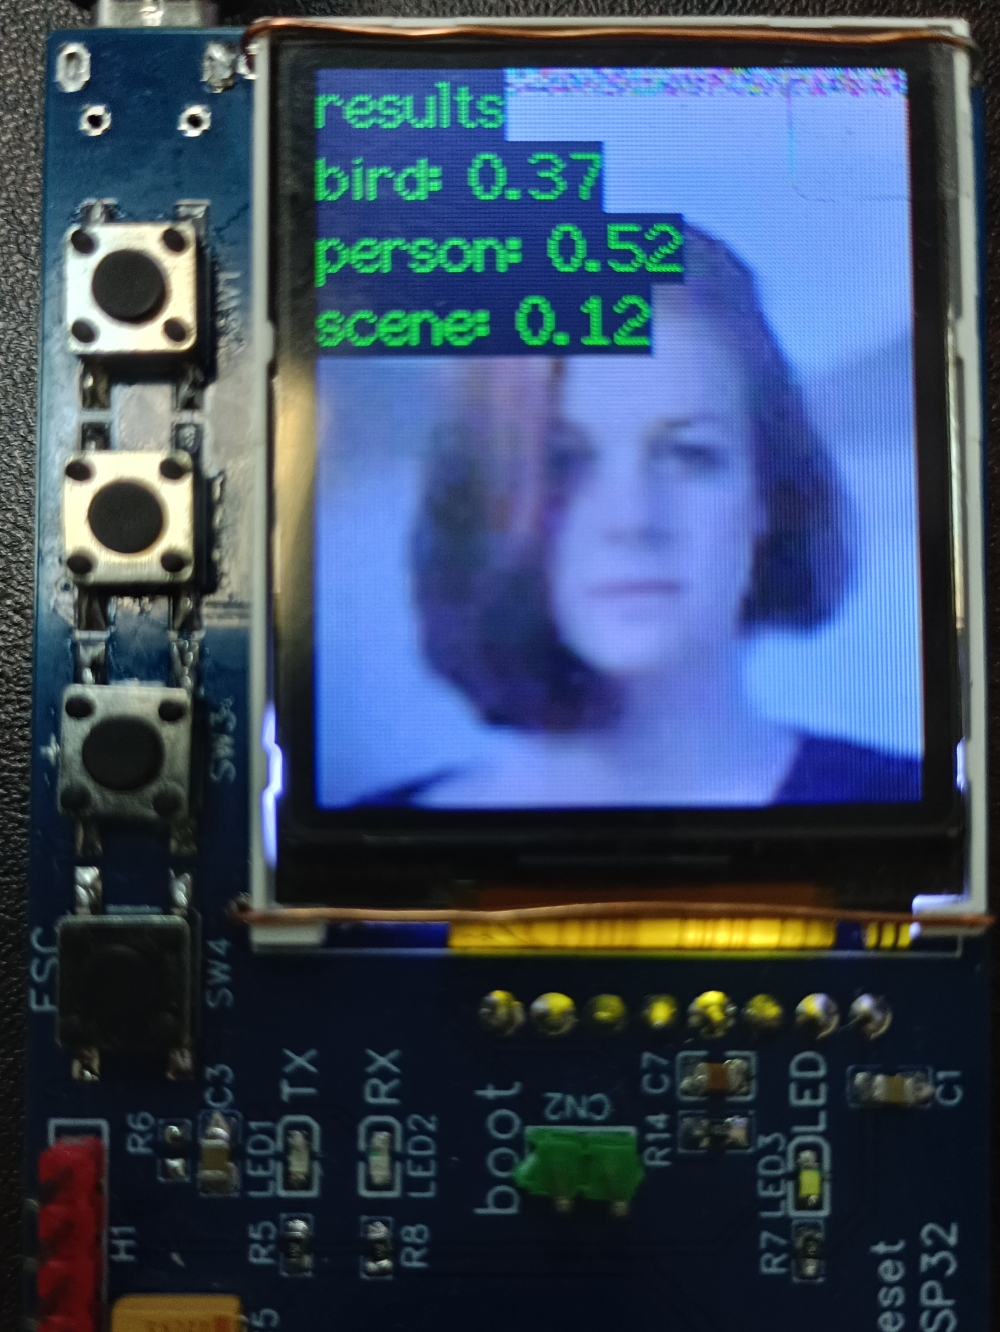 results
bird: 0.37
person: 0.52
scene: 0.12
SW1
SW3
SW4
ESC
C3
TX
RX
R6
LED1
LED2
boot
CN2
C7
R14
LED
LED3
C1
H1
R5
R8
R7
eset
SP32
5